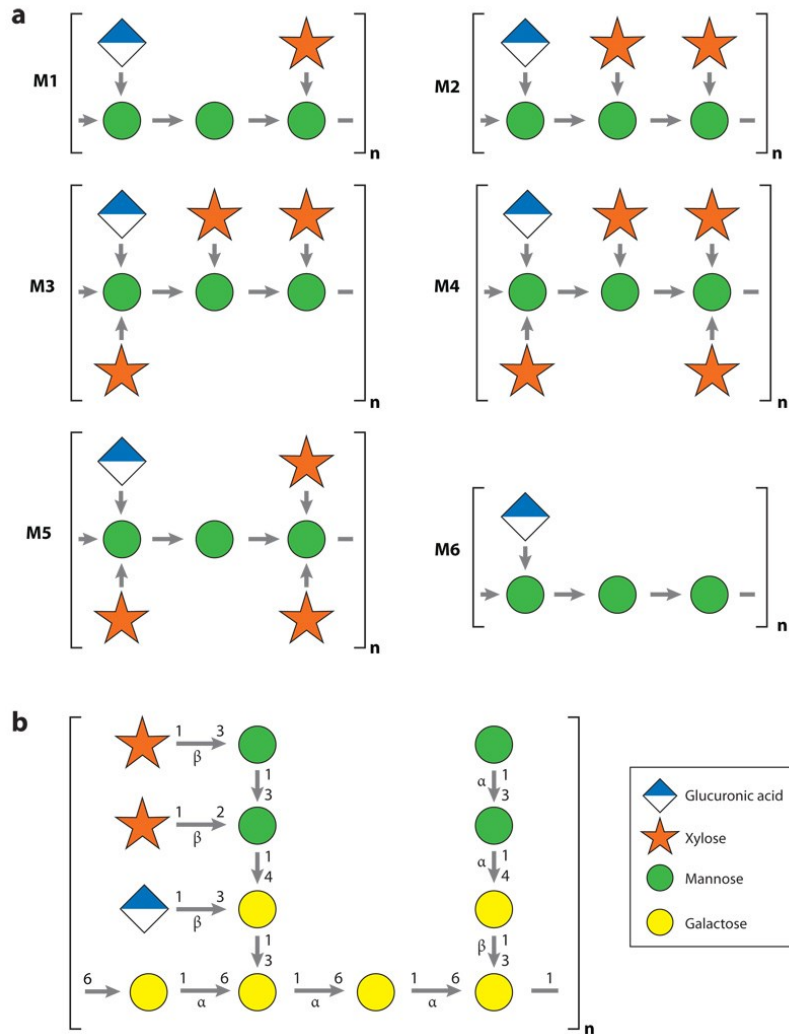 a
M1 n
M2 n
M3 n
M4 n
M5 n
M6 n
b
1 3
β
1
3
α 1
3
1 2
β
1
4
α 1
4
1 3
β
1
3
β 1
3
6 1 6 1 6 1 6 1
α α α
n
Glucuronic acid
Xylose
Mannose
Galactose